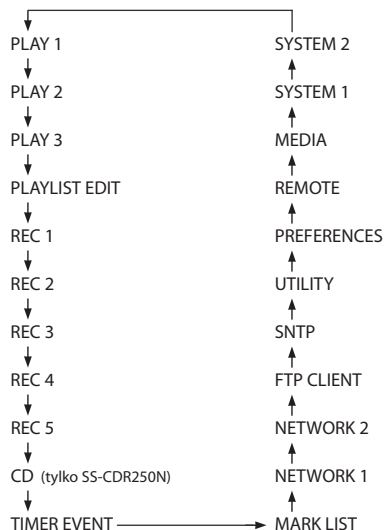 PLAY 1
PLAY 2
PLAY 3
PLAYLIST EDIT
REC 1
REC 2
REC 3
REC 4
REC 5
CD (tylko SS-CDR250N)
TIMER EVENT
MARK LIST
NETWORK 1
NETWORK 2
FTP CLIENT
SNTP
UTILITY
PREFERENCES
REMOTE
MEDIA
SYSTEM 1
SYSTEM 2